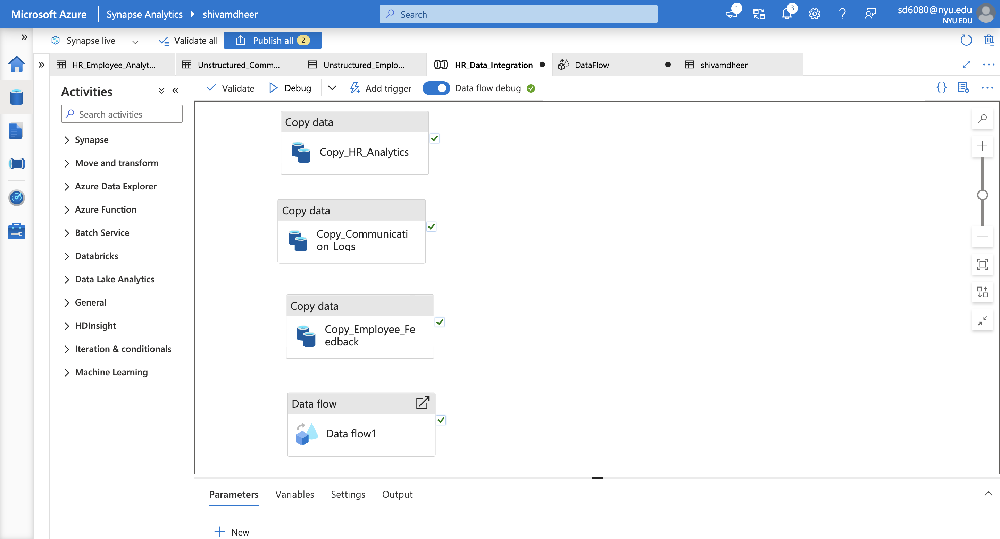 Microsoft Azure
Synapse Analytics
shivamdheer
Search
1
3
sd6080@nyu.edu
NYU.EDU
Synapse live
Validate all
Publish all
2
HR_Employee_Analyt...
Unstructured_Comm...
Unstructured_Emplo...
HR_Data_Integration
DataFlow
shivamdheer
Activities
Search activities
Synapse
Move and transform
Azure Data Explorer
Azure Function
Batch Service
Databricks
Data Lake Analytics
General
HDInsight
Iteration & conditionals
Machine Learning
Validate
Debug
Add trigger
Data flow debug
Copy data
Copy_HR_Analytics
Copy data
Copy_Communicati
on_Logs
Copy data
Copy_Employee_Fe
edback
Data flow
Data flow1
Parameters
Variables
Settings
Output
New